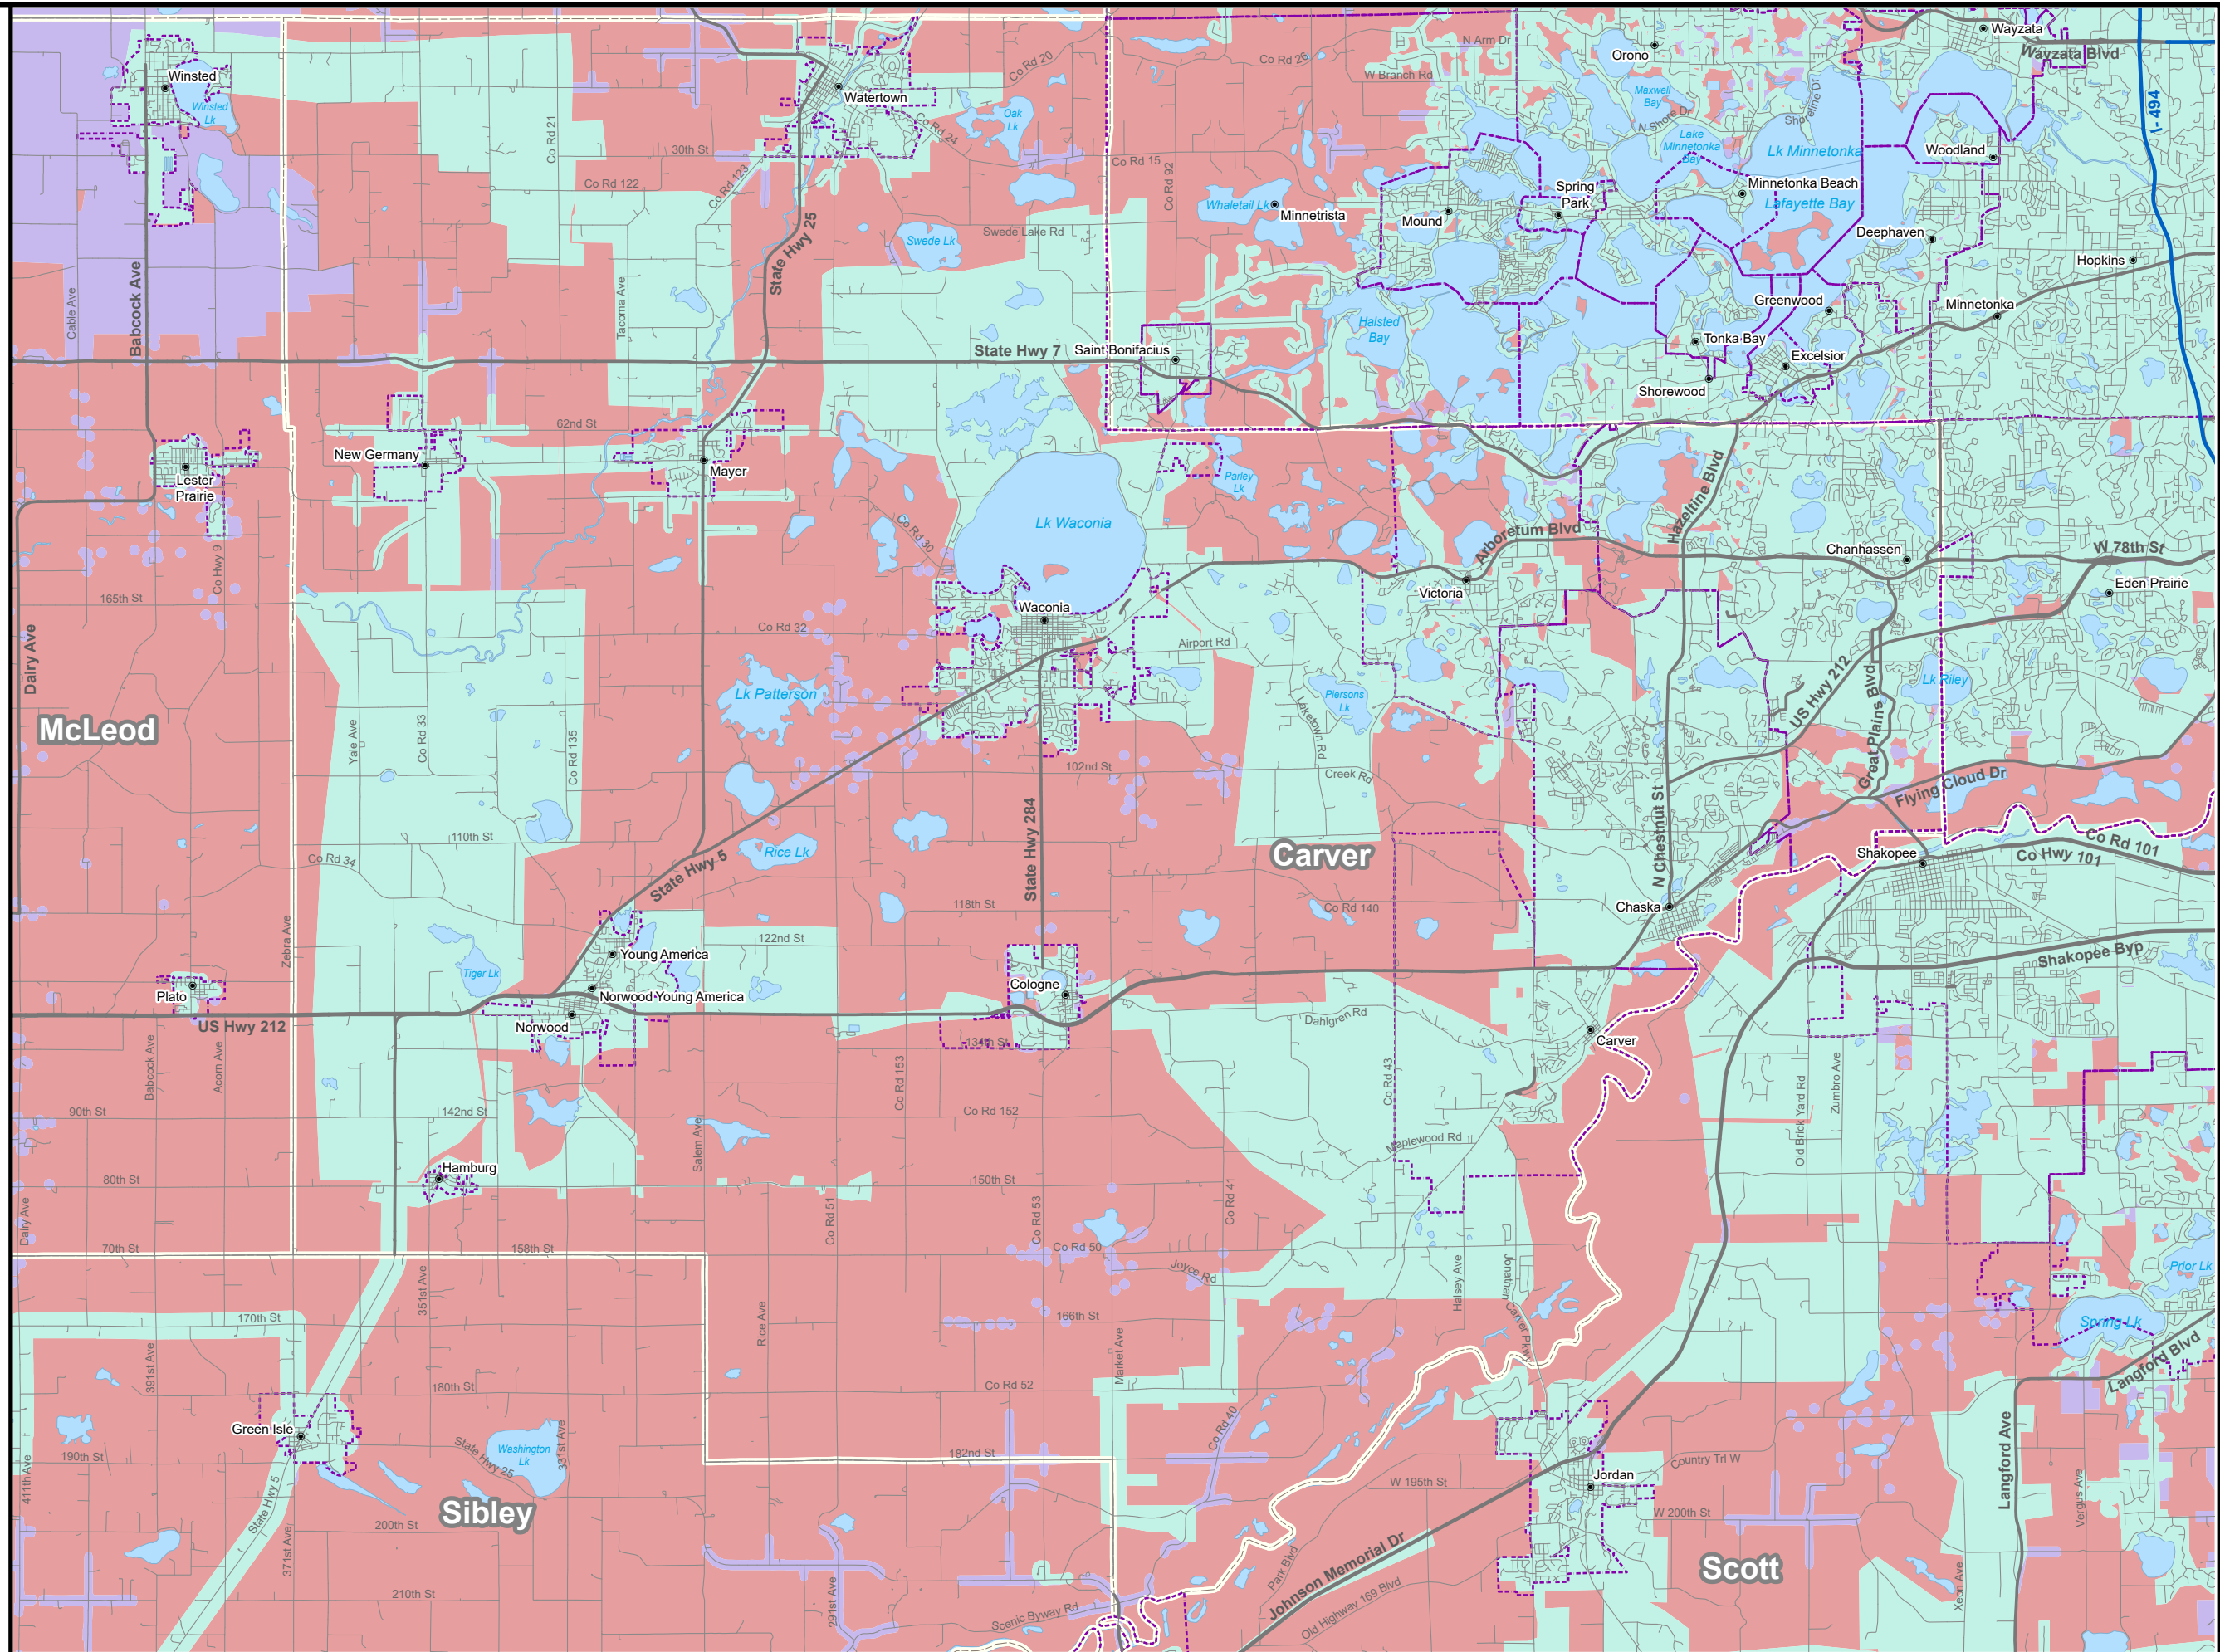 Wayzata
Wayzata Blvd
Orono
N Arm Dr
Co Rd 26
Co Rd 20
W Branch Rd
Winsted
Winsted
Lk
Watertown
Oak
Lk
Co Rd 24
Co Rd 21
30th St
Co Rd 122
Co Rd 123
Co Rd 15
Co Rd 92
Maxwell
Bay
N Shore Dr
Shoreline Dr
Lake
Minnetonka
Bay
Lk Minnetonka
Woodland
I- 494
Spring
Park
Minnetonka Beach
Lafayette Bay
Whaletail Lk
Minnetrista
Mound
Deephaven
Hopkins
Swede Lk
Swede Lake Rd
State Hwy 25
Babcock Ave
Cable Ave
Tacoma Ave
Greenwood
Minnetonka
Halsted
Bay
Tonka Bay
Excelsior
Shorewood
State Hwy 7
Saint Bonifacius
62nd St
New Germany
Mayer
Lester
Prairie
Parley
Lk
Hazeltine Blvd
Lk Waconia
Co Rd 30
Arboretum Blvd
Chanhassen
W 78th St
Eden Prairie
Co Hwy 9
165th St
Victoria
Waconia
Co Rd 32
Airport Rd
Dairy Ave
McLeod
Lk Patterson
Piersons
Lk
Laketown Rd
Lk Riley
US Hwy 212
Great Plains Blvd
Yale Ave
Co Rd 33
Co Rd 135
102nd St
Creek Rd
Flying Cloud Dr
N Chestnut St
State Hwy 284
110th St
Co Rd 34
Rice Lk
Carver
State Hwy 5
Shakopee
Co Rd 101
Co Hwy 101
118th St
Co Rd 140
Chaska
Zebra Ave
122nd St
Young America
Tiger Lk
Shakopee Byp
Plato
Norwood Young America
Cologne
Norwood
US Hwy 212
Dahlgren Rd
Carver
134th St
Babcock Ave
Acorn Ave
Co Rd 153
Co Rd 43
Old Brick Yard Rd
Zumbro Ave
90th St
142nd St
Co Rd 152
Salem Ave
Maplewood Rd
Hamburg
80th St
150th St
Dairy Ave
Co Rd 51
Co Rd 53
Co Rd 41
70th St
158th St
Co Rd 50
Joyce Rd
Halsey Ave
Jonathan Carver Pkwy
Prior Lk
351st Ave
170th St
Rice Ave
166th St
Spring Lk
Langford Blvd
391st Ave
Market Ave
180th St
Co Rd 52
Green Isle
Co Rd 40
Washington
Lk
331st Ave
State Hwy 25
190th St
182nd St
411th Ave
Country Trl W
Jordan
W 195th St
Langford Ave
Vergus Ave
State Hwy 5
Sibley
200th St
W 200th St
371st Ave
Johnson Memorial Dr
Park Blvd
Scott
210th St
291st Ave
Scenic Byway Rd
Old Highway 169 Blvd
Xeon Ave